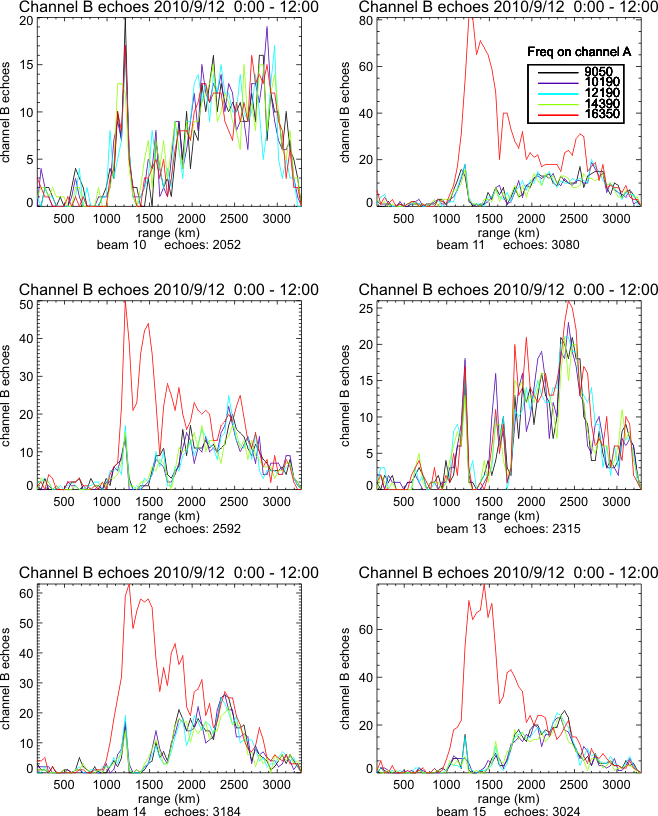 Channel B echoes 2010/9/12 0:00 - 12:00
channel B echoes
20
15
10
5
0
500 1000 1500 2000 2500 3000
range (km)
beam 10 echoes: 2052
Channel B echoes 2010/9/12 0:00 - 12:00
channel B echoes
80
60
40
20
0
Freq on channel A
9050
10190
12190
14390
16350
500 1000 1500 2000 2500 3000
range (km)
beam 11 echoes: 3080
Channel B echoes 2010/9/12 0:00 - 12:00
channel B echoes
50
40
30
20
10
0
500 1000 1500 2000 2500 3000
range (km)
beam 12 echoes: 2592
Channel B echoes 2010/9/12 0:00 - 12:00
channel B echoes
25
20
15
10
5
0
500 1000 1500 2000 2500 3000
range (km)
beam 13 echoes: 2315
Channel B echoes 2010/9/12 0:00 - 12:00
channel B echoes
60
50
40
30
20
10
0
500 1000 1500 2000 2500 3000
range (km)
beam 14 echoes: 3184
Channel B echoes 2010/9/12 0:00 - 12:00
channel B echoes
60
40
20
0
500 1000 1500 2000 2500 3000
range (km)
beam 15 echoes: 3024